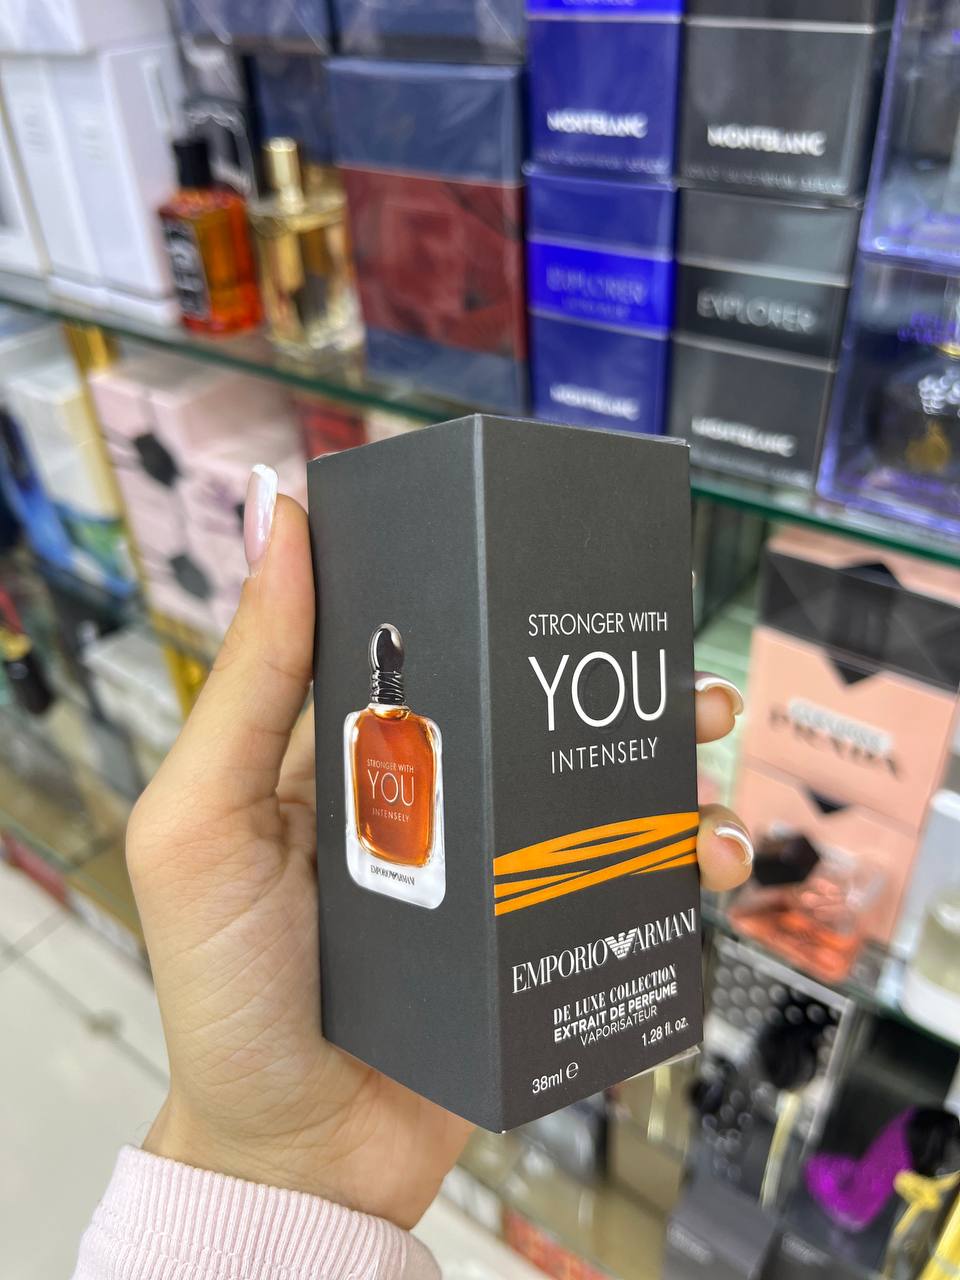 MONTBLANC
MONTBLANC
EXPLORER
EXPLORER
MONTBLANC
MONTBLANC
STRONGER WITH
YOU
INTENSELY
STRONGER WITH
YOU
INTENSELY
EMPORIO ARMANI
EMPORIO ARMANI
DE LUXE COLLECTION
EXTRAIT DE PERFUME
VAPORISATEUR
1.28 fl. oz.
38ml e
PRADA